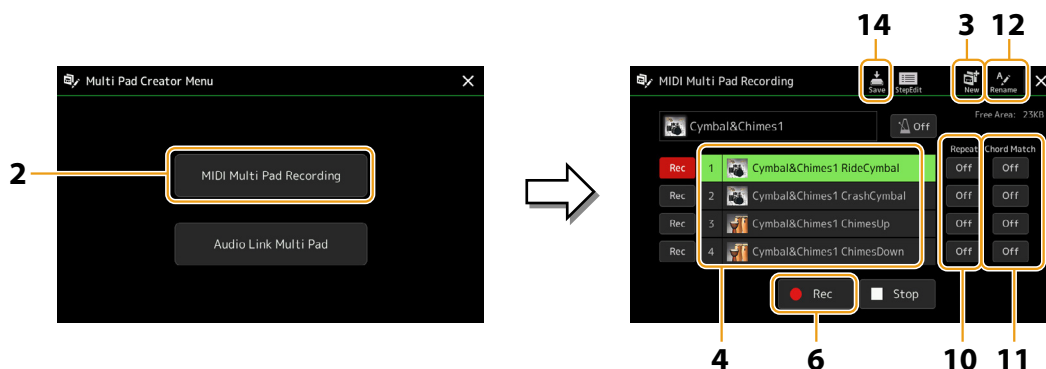 14 3 12
Multi Pad Creator Menu
MIDI Multi Pad Recording
Save
StepEdit
New
Rename
Free Area: 23KB
Cymbal&Chimes1
Off
Repeat Chord Match
2
MIDI Multi Pad Recording
Rec 1 Cymbal&Chimes1 RideCymbal Off Off
Rec 2 Cymbal&Chimes1 CrashCymbal Off Off
Rec 3 Cymbal&Chimes1 ChimesUp Off Off
Audio Link Multi Pad
Rec 4 Cymbal&Chimes1 ChimesDown Off Off
Rec Stop
4 6 10 11